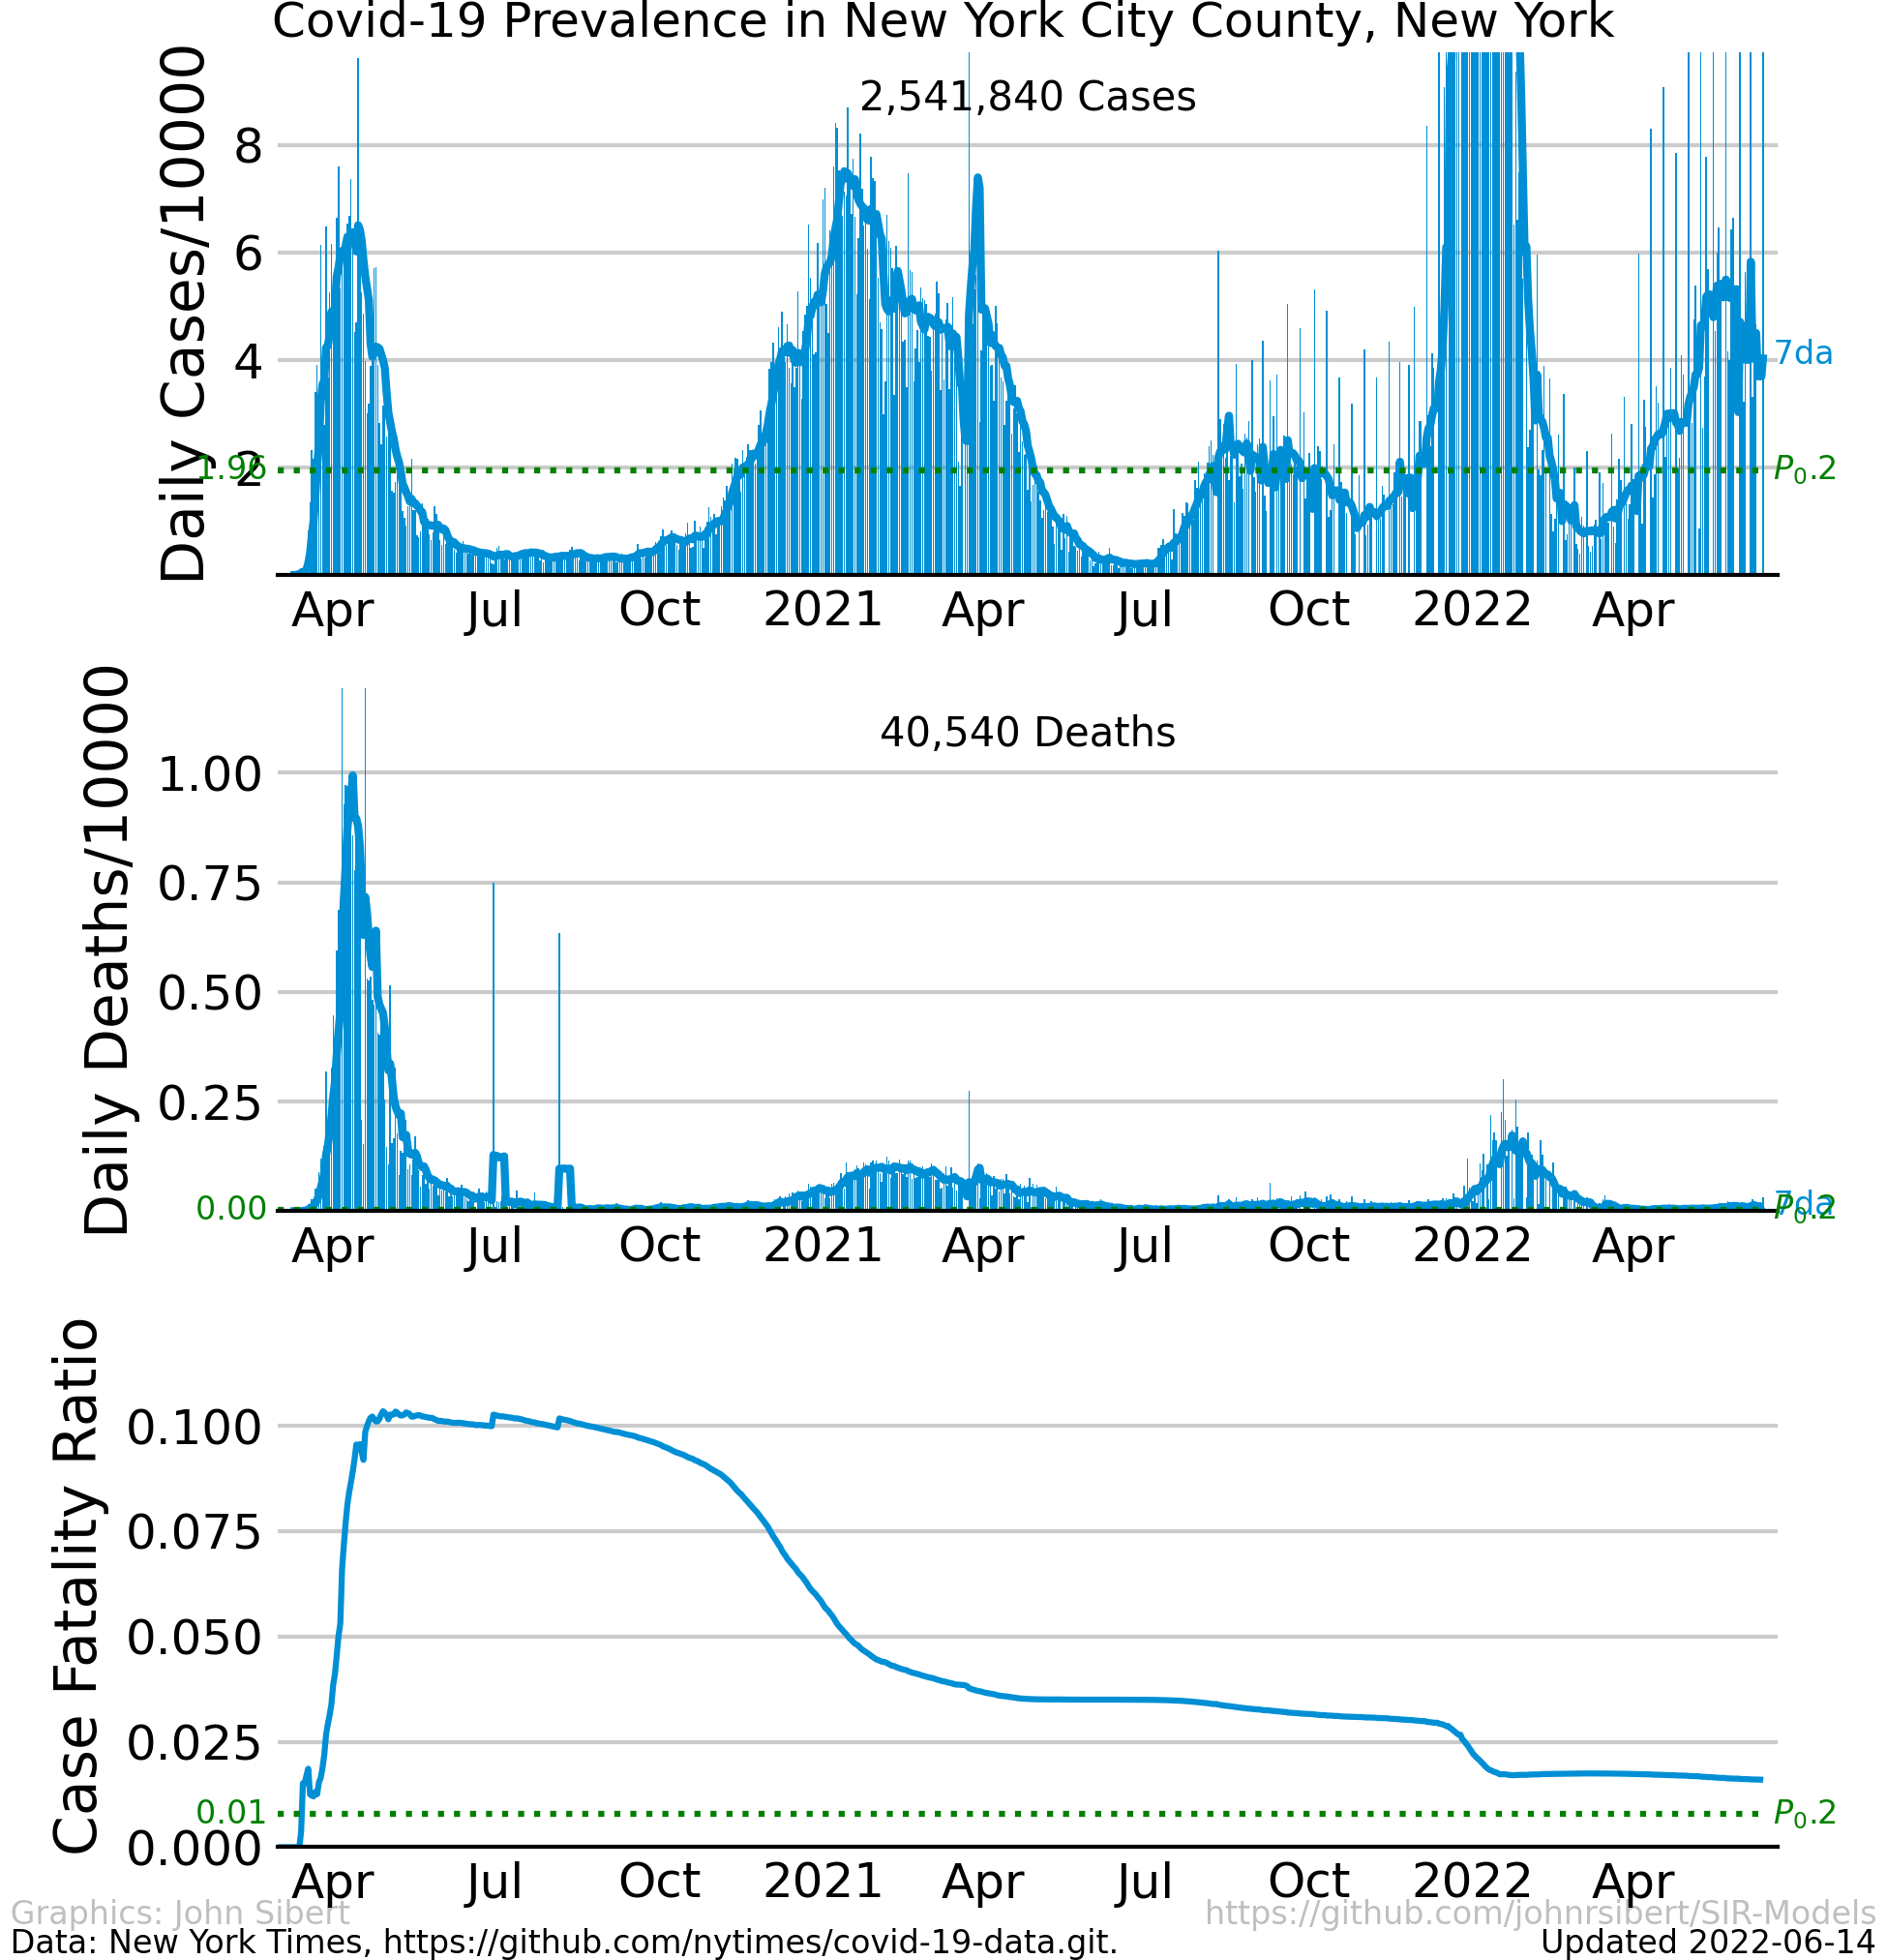 Covid-19 Prevalence in New York City County, New York
Daily Cases/10000
2,541,840 Cases
8
6
4
2
1.96
7da
P₀.2
Apr Jul Oct 2021 Apr Jul Oct 2022 Apr
Daily Deaths/10000
40,540 Deaths
1.00
0.75
0.50
0.25
0.00
7da
P₀.2
Apr Jul Oct 2021 Apr Jul Oct 2022 Apr
Case Fatality Ratio
0.100
0.075
0.050
0.025
0.01
P₀.2
0.000
Apr Jul Oct 2021 Apr Jul Oct 2022 Apr
Graphics: John Sibert
https://github.com/johnrsibert/SIR-Models
Data: New York Times, https://github.com/nytimes/covid-19-data.git.
Updated 2022-06-14